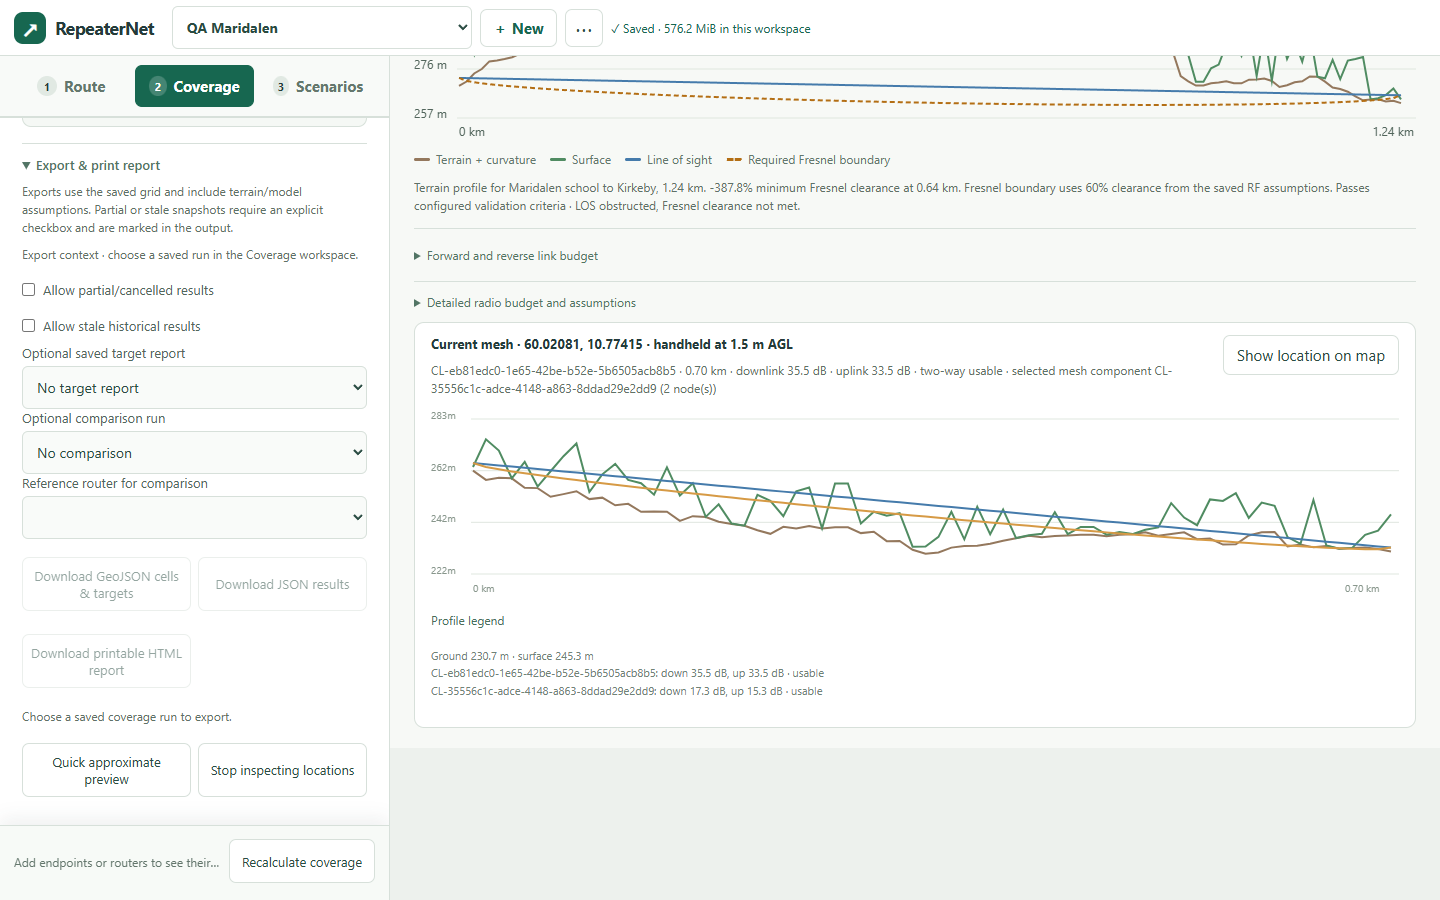 RepeaterNet
QA Maridalen
+ New
...
✓ Saved · 576.2 MiB in this workspace
1 Route
2 Coverage
3 Scenarios
Export & print report
Exports use the saved grid and include terrain/model
assumptions. Partial or stale snapshots require an explicit
checkbox and are marked in the output.
Export context · choose a saved run in the Coverage workspace.
Allow partial/cancelled results
Allow stale historical results
Optional saved target report
No target report
Optional comparison run
No comparison
Reference router for comparison
Download GeoJSON cells
& targets
Download JSON results
Download printable HTML
report
Choose a saved coverage run to export.
Quick approximate
preview
Stop inspecting locations
Add endpoints or routers to see their...
Recalculate coverage
276 m
257 m
0 km
1.24 km
Terrain + curvature
Surface
Line of sight
Required Fresnel boundary
Terrain profile for Maridalen school to Kirkeby, 1.24 km. -387.8% minimum Fresnel clearance at 0.64 km. Fresnel boundary uses 60% clearance from the saved RF assumptions. Passes
configured validation criteria · LOS obstructed, Fresnel clearance not met.
Forward and reverse link budget
Detailed radio budget and assumptions
Current mesh · 60.02081, 10.77415 · handheld at 1.5 m AGL
Show location on map
CL-eb81edc0-1e65-42be-b52e-5b6505acb8b5 · 0.70 km · downlink 35.5 dB · uplink 33.5 dB · two-way usable · selected mesh component CL-
35556c1c-adce-4148-a863-8ddad29e2dd9 (2 node(s))
283m
262m
242m
222m
0 km
0.70 km
Profile legend
Ground 230.7 m · surface 245.3 m
CL-eb81edc0-1e65-42be-b52e-5b6505acb8b5: down 35.5 dB, up 33.5 dB · usable
CL-35556c1c-adce-4148-a863-8ddad29e2dd9: down 17.3 dB, up 15.3 dB · usable